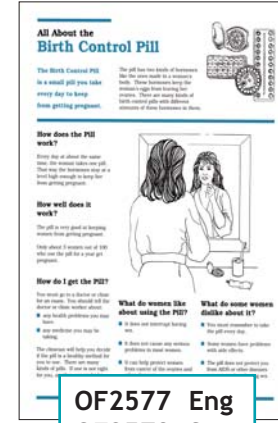 All About the
Birth Control Pill
The Birth Control Pill
is a small pill you take
every day to keep
from getting pregnant.
The pill has two kinds of hormones
like the ones made in a woman's
body. These hormones keep the
woman's eggs from leaving her
ovaries. There are many kinds of
birth control pills with different
amounts of these hormones in them.
How does the Pill
work?
Every day at about the same
time, the woman takes one pill.
That way the hormones stay at a
level high enough to keep her
from getting pregnant.
How well does it
work?
The pill is very good at keeping
women from getting pregnant.
Only about 3 women out of 100
who use the pill for a year get
pregnant.
How do I get the Pill?
You must go to a doctor or clinic
for an exam. You should tell the
doctor or clinic worker about:
any health problems you may
have.
any medicine you may be
taking.
The clinician will help you decide
if the pill is a healthy method for
you to use. There are many
kinds of pills. If one is not right
for you,
What do women like
about using the Pill?
It does not interrupt having
sex.
It does not cause any serious
problems in most women.
It can help protect women
from cancer of the ovaries and
What do some women
dislike about it?
You must remember to take
the pill every day.
Some women have problems
with side effects.
The pill does not protect you
from AIDS or other diseases
OF2577 Eng